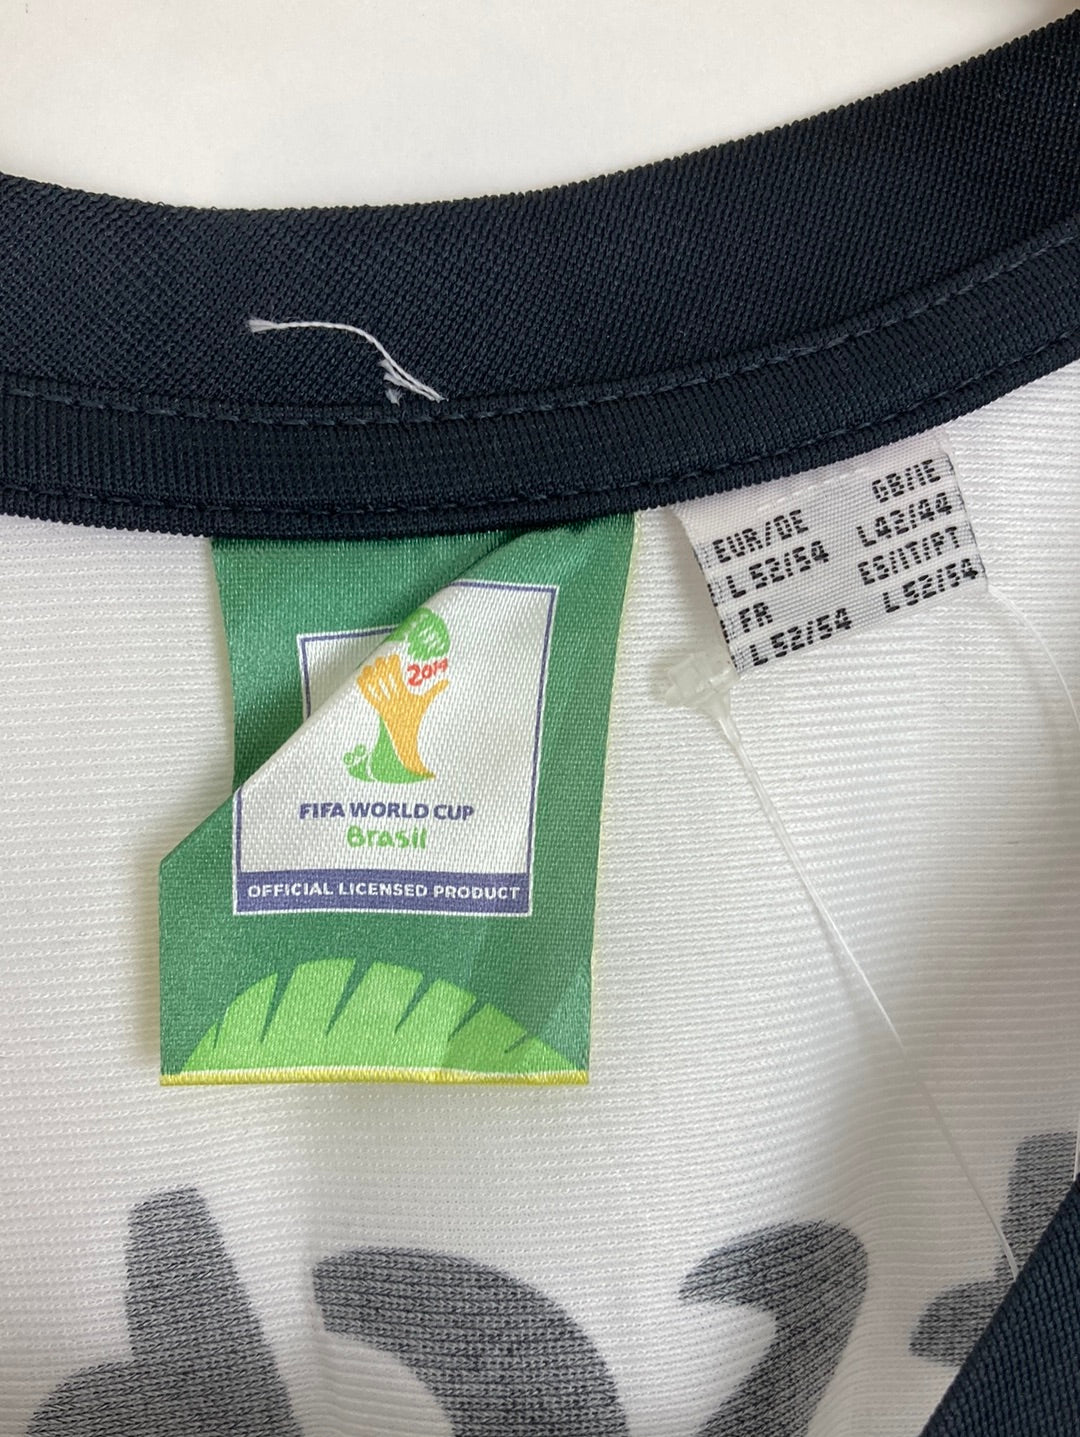 2014
FIFA WORLD CUP
Brasil
OFFICIAL LICENSED PRODUCT
EUR/DE GB/IE
L 52/54 L42/44
FR ES/IT/PT
L 52/54 L 52/54